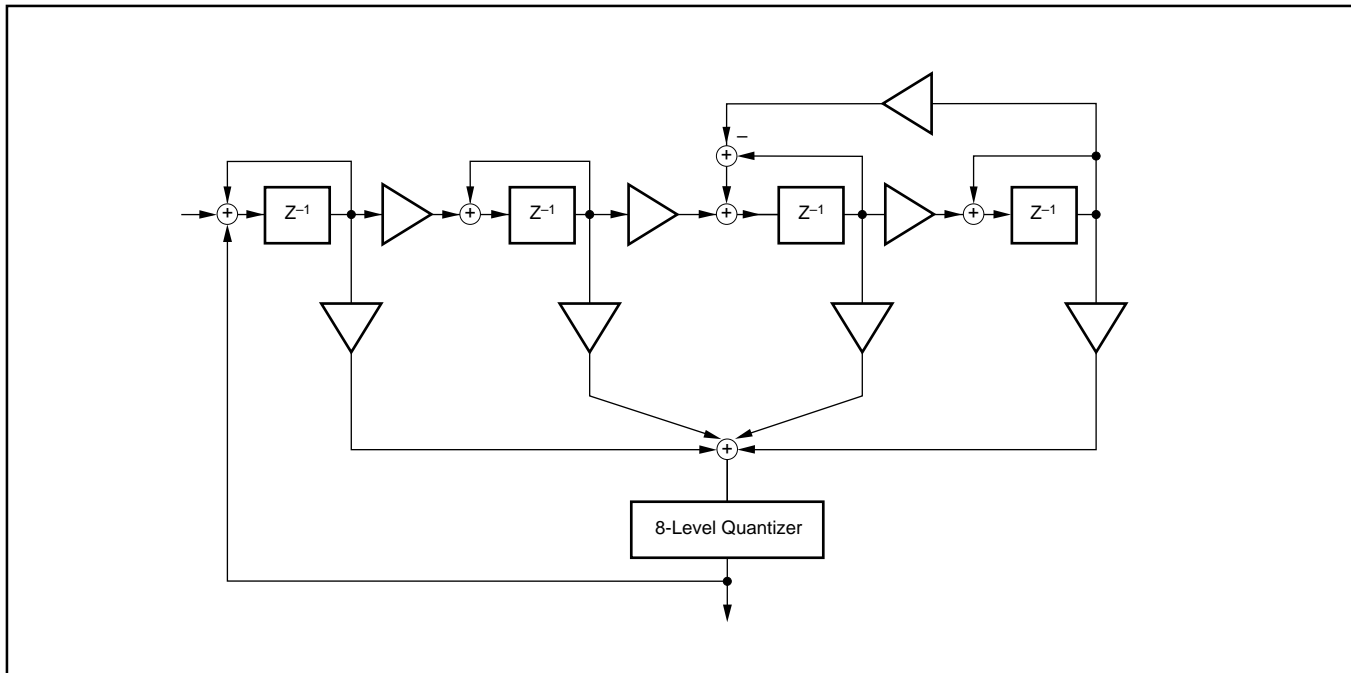 –
+
+ Z⁻¹ + Z⁻¹ + Z⁻¹ + Z⁻¹
+
8-Level Quantizer